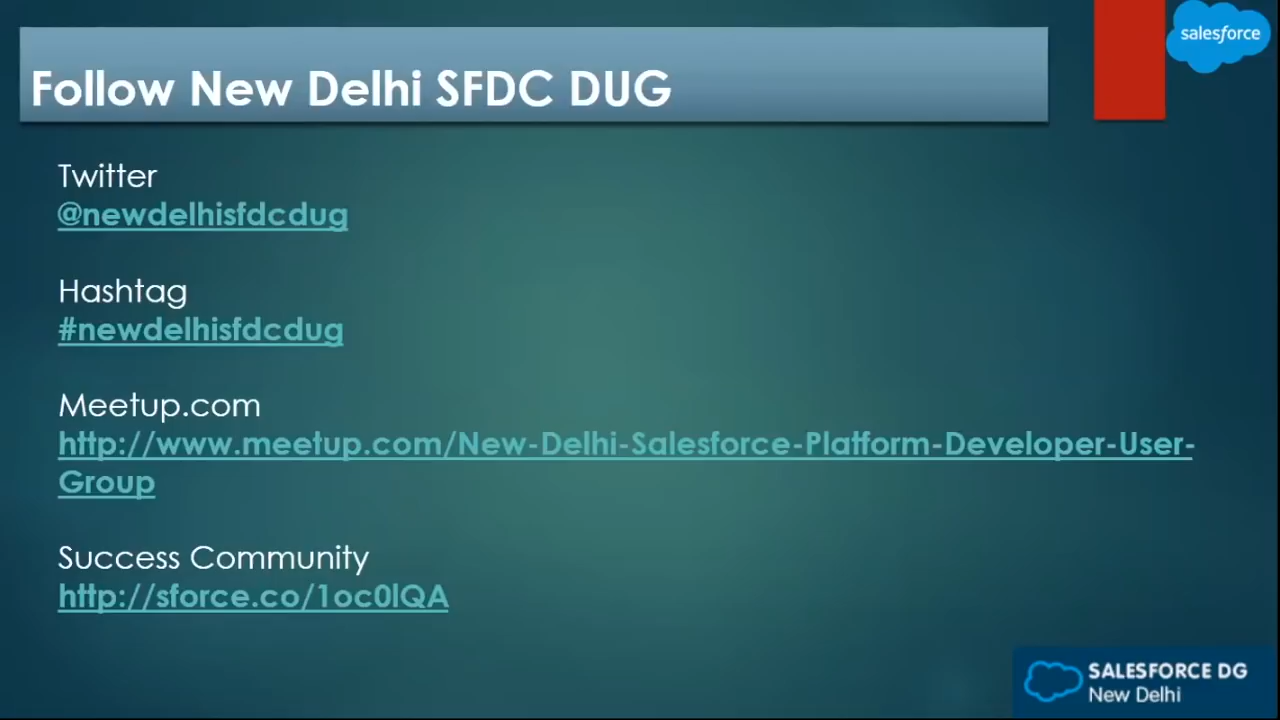 salesforce
Follow New Delhi SFDC DUG
Twitter
@newdelhisfdcdug
Hashtag
#newdelhisfdcdug
Meetup.com
http://www.meetup.com/New-Delhi-Salesforce-Platform-Developer-User-
Group
Success Community
http://sforce.co/1oc0lQA
SALESFORCE DG
New Delhi